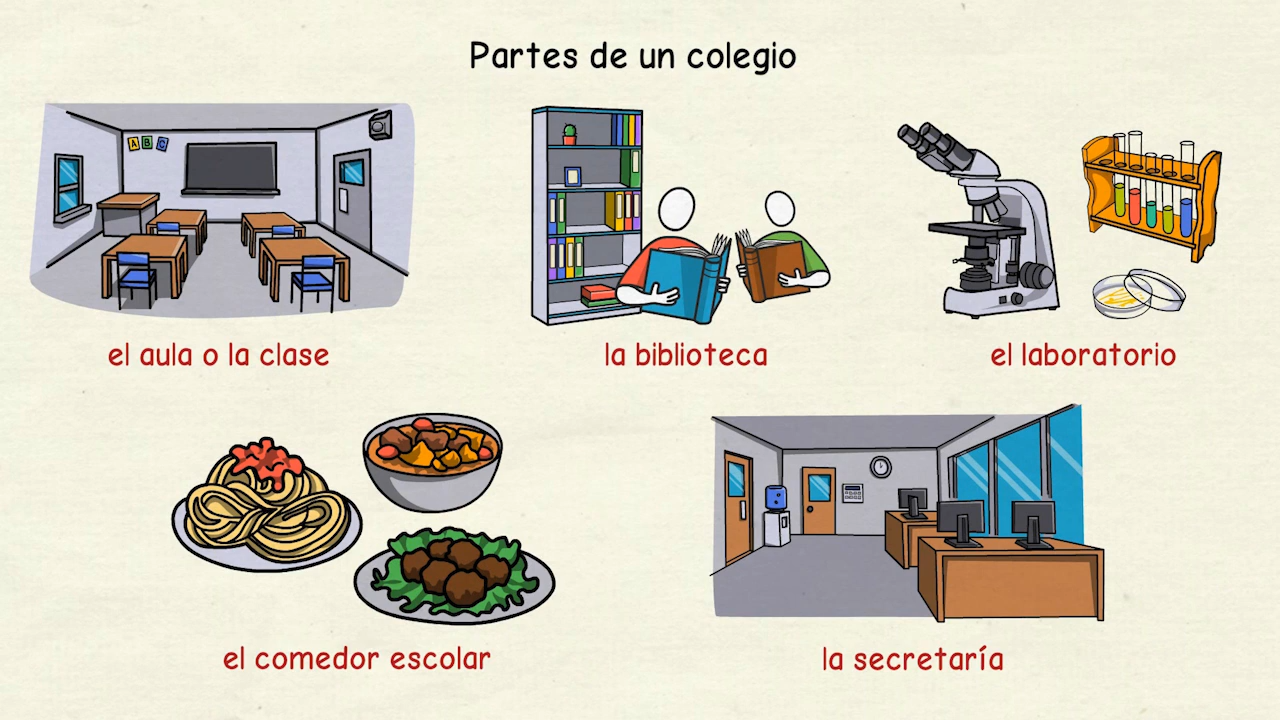 Partes de un colegio
A B C
el aula o la clase
la biblioteca
el laboratorio
el comedor escolar
la secretaría